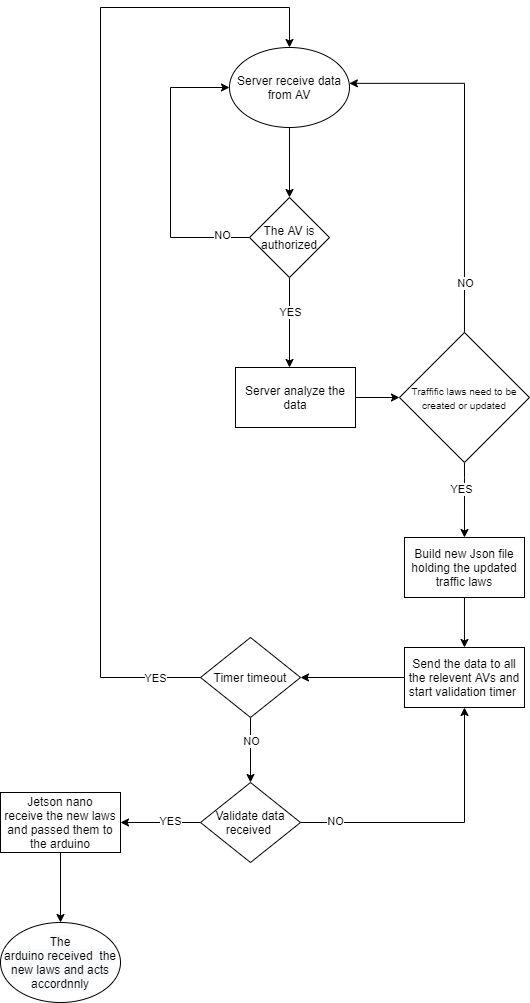 Server receive data
from AV
The AV is
authorized
NO
YES
Server analyze the
data
Traffific laws need to be
created or updated
NO
YES
Build new Json file
holding the updated
traffic laws
Send the data to all
the relevent AVs and
start validation timer
Timer timeout
YES
NO
Validate data
received
NO
YES
Jetson nano
receive the new laws
and passed them to
the arduino
The
arduino received the
new laws and acts
accordnnly